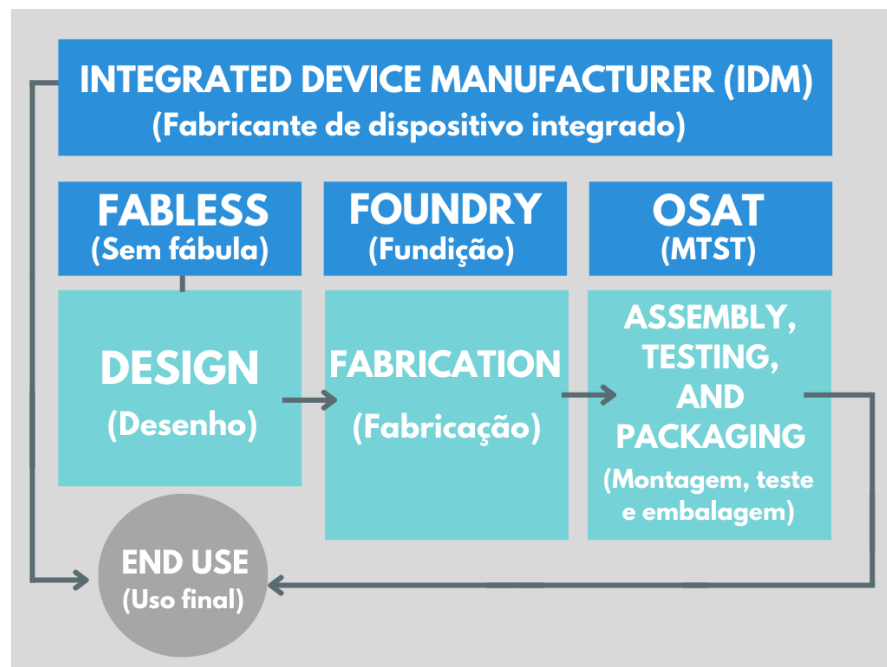 INTEGRATED DEVICE MANUFACTURER (IDM)
(Fabricante de dispositivo integrado)
FABLESS
(Sem fábula)
FOUNDRY
(Fundição)
OSAT
(MTST)
DESIGN
(Desenho)
FABRICATION
(Fabricação)
ASSEMBLY,
TESTING,
AND
PACKAGING
(Montagem, teste
e embalagem)
END USE
(Uso final)